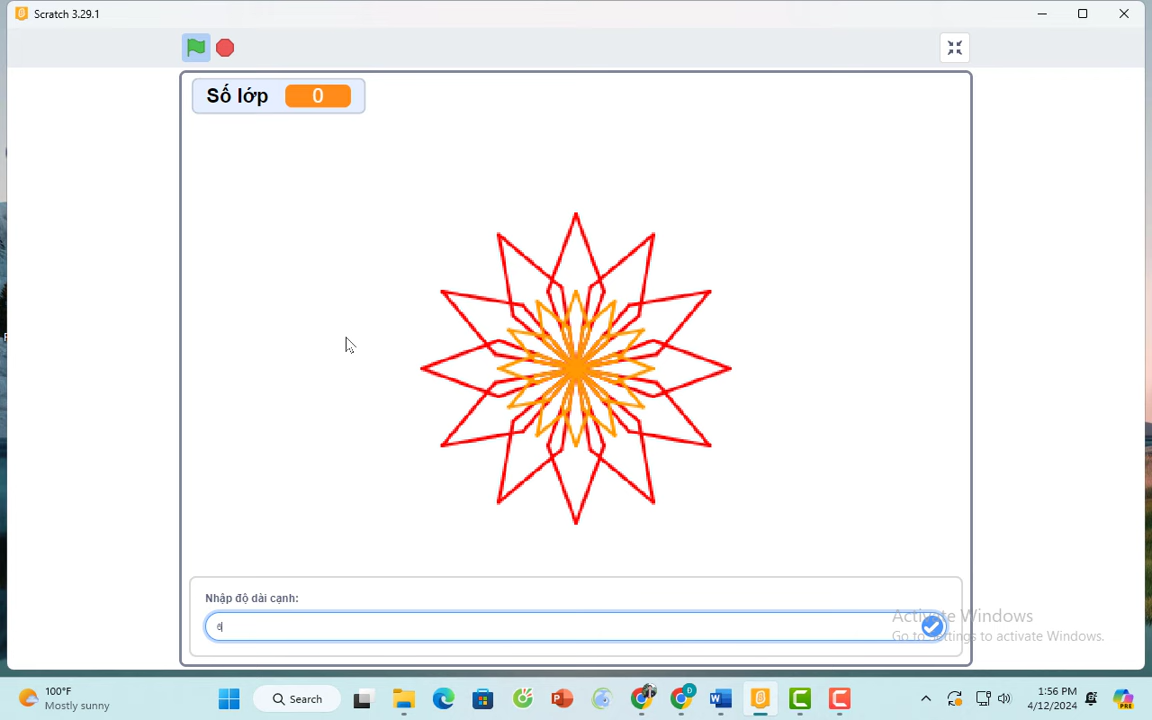 Scratch 3.29.1
Số lớp 0
Nhập độ dài cạnh:
Activate Windows
Go to Settings to activate Windows.
100°F
Mostly sunny
Search
1:56 PM
4/12/2024
PRE